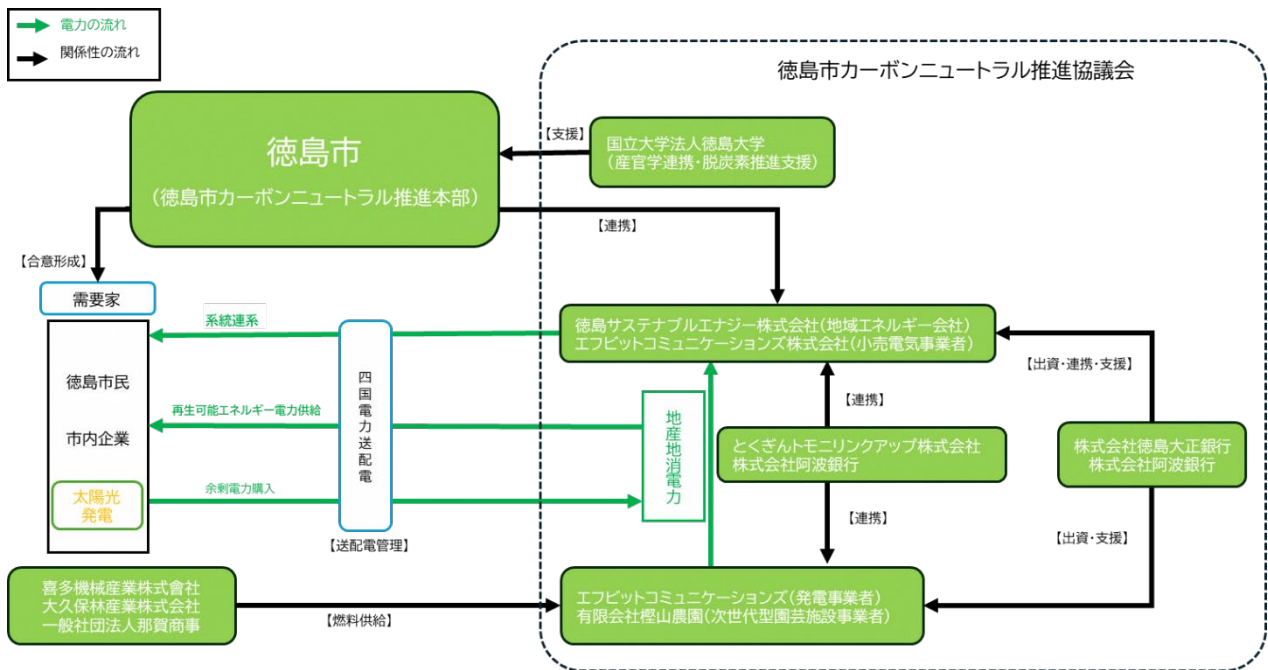 電力の流れ
関係性の流れ
徳島市カーボンニュートラル推進協議会
徳島市
(徳島市カーボンニュートラル推進本部)
【支援】
国立大学法人徳島大学
(産官学連携・脱炭素推進支援)
【連携】
【合意形成】
需要家
系統連系
徳島サステナブルエナジー株式会社(地域エネルギー会社)
エフビットコミュニケーションズ株式会社(小売電気事業者)
【出資・連携・支援】
徳島市民
四国電力送配電
【連携】
再生可能エネルギー電力供給
地産地消電力
市内企業
とくぎんトモニリンクアップ株式会社
株式会社阿波銀行
株式会社徳島大正銀行
株式会社阿波銀行
太陽光
発電
余剰電力購入
【連携】
【出資・支援】
【送配電管理】
喜多機械産業株式會社
大久保林産業株式会社
一般社団法人那賀商事
【燃料供給】
エフビットコミュニケーションズ(発電事業者)
有限会社樫山農園(次世代型園芸施設事業者)